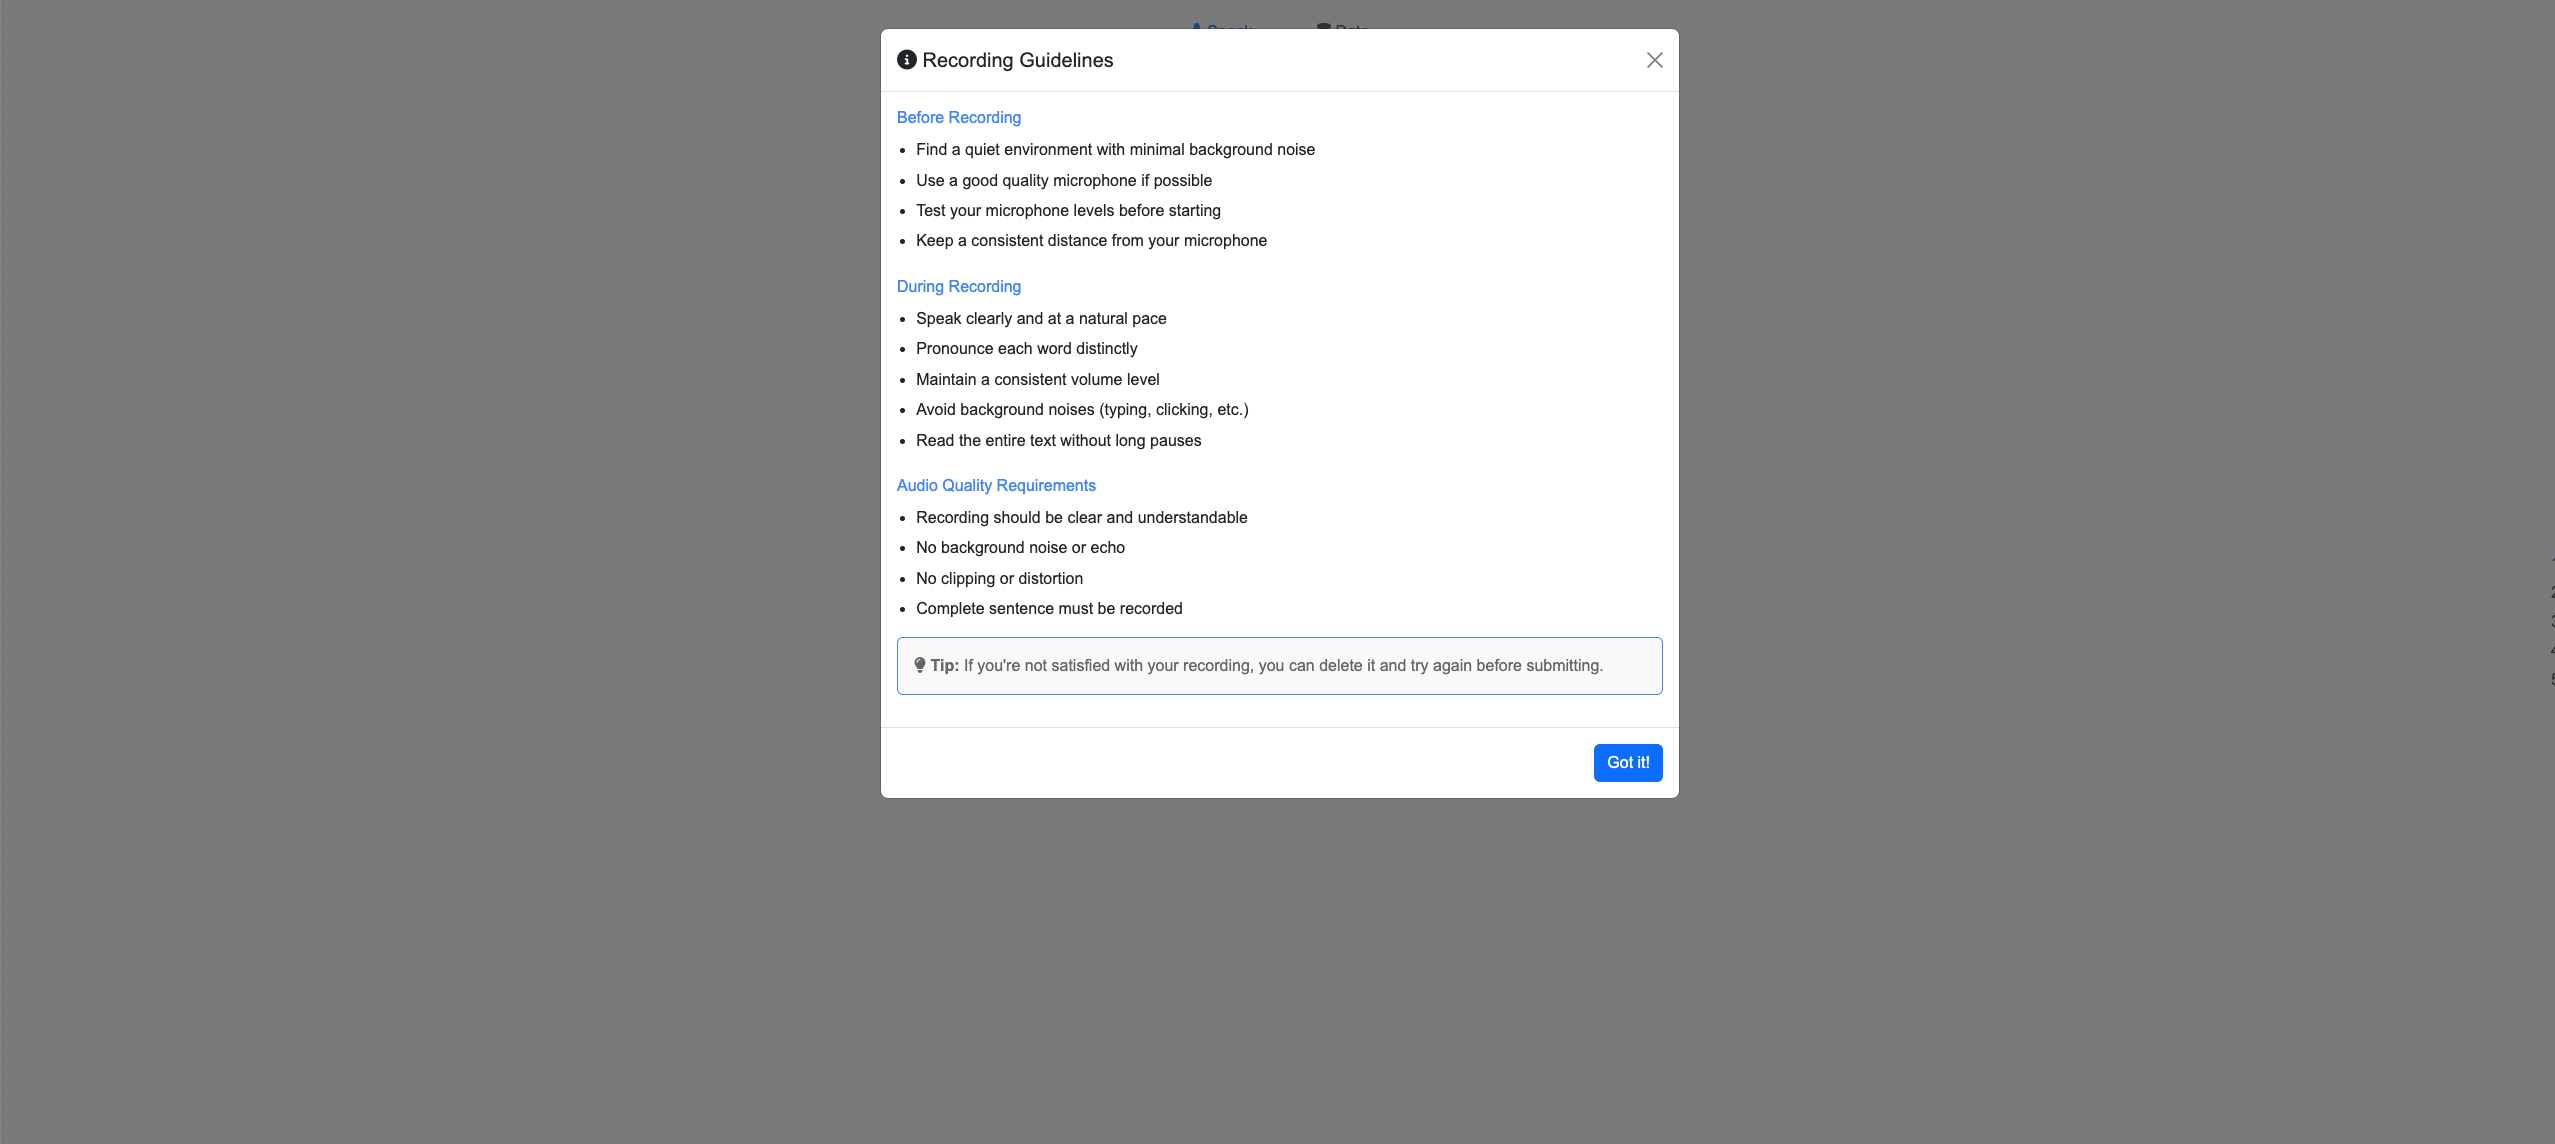 Recording Guidelines
Before Recording
• Find a quiet environment with minimal background noise
• Use a good quality microphone if possible
• Test your microphone levels before starting
• Keep a consistent distance from your microphone
During Recording
• Speak clearly and at a natural pace
• Pronounce each word distinctly
• Maintain a consistent volume level
• Avoid background noises (typing, clicking, etc.)
• Read the entire text without long pauses
Audio Quality Requirements
• Recording should be clear and understandable
• No background noise or echo
• No clipping or distortion
• Complete sentence must be recorded
Tip: If you're not satisfied with your recording, you can delete it and try again before submitting.
Got it!